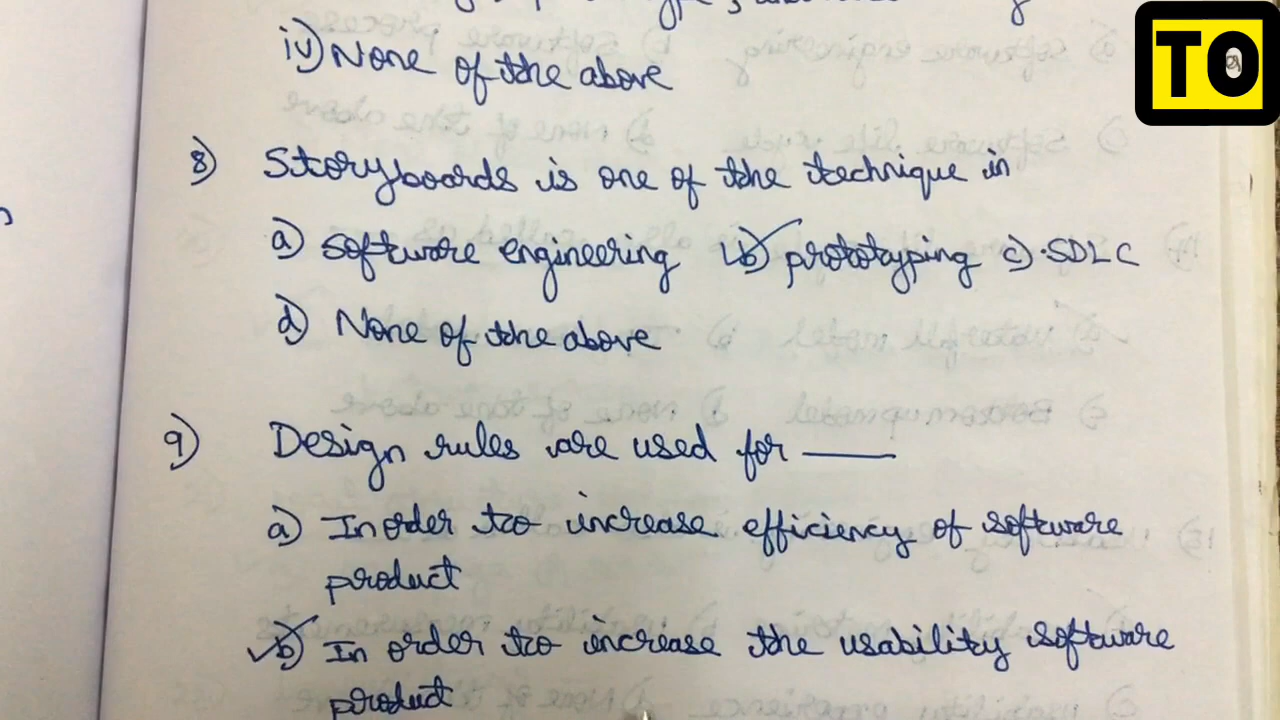 TO
iv) None of the above
8) Storyboards is one of the technique in
a) Software engineering b) prototyping c) SDLC
d) None of the above
9) Design rules are used for ____
a) In order to increase efficiency of software
product
b) In order to increase the usability software
product